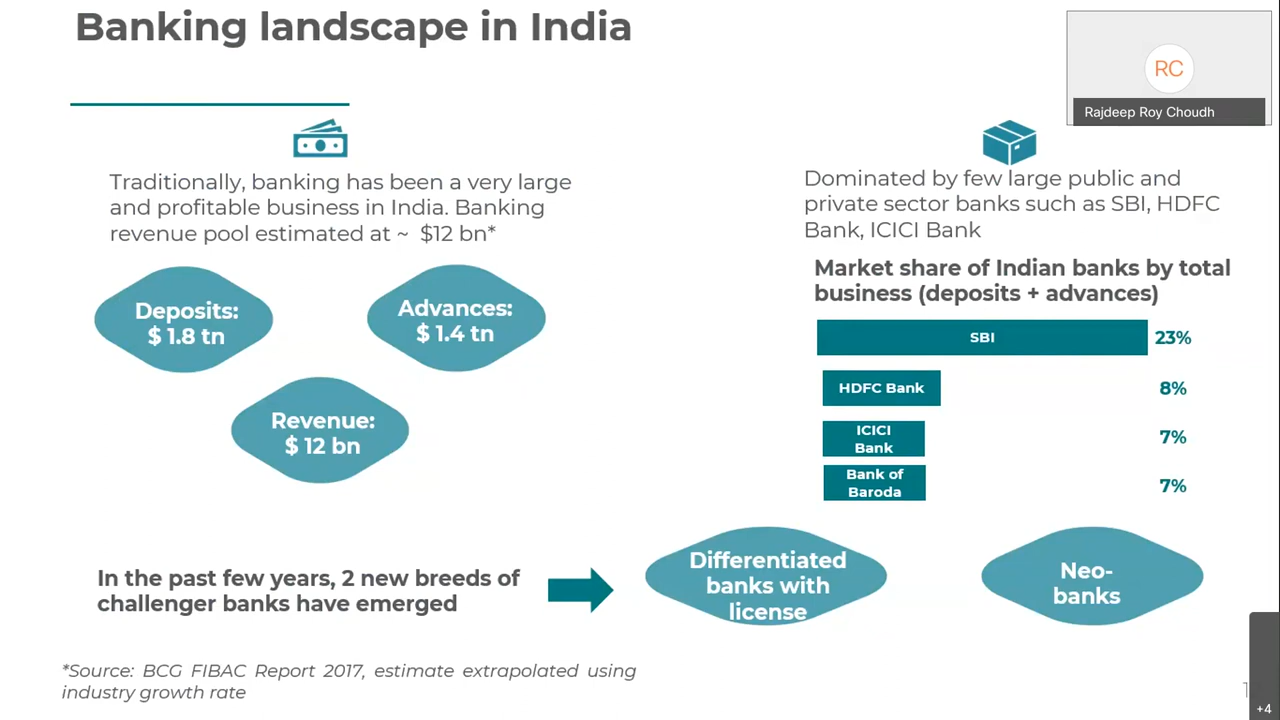 Banking landscape in India
RC
Rajdeep Roy Choudh
Traditionally, banking has been a very large
and profitable business in India. Banking
revenue pool estimated at ~ $12 bn*
Deposits:
$ 1.8 tn
Advances:
$ 1.4 tn
Revenue:
$ 12 bn
Dominated by few large public and
private sector banks such as SBI, HDFC
Bank, ICICI Bank
Market share of Indian banks by total
business (deposits + advances)
SBI 23%
HDFC Bank 8%
ICICI
Bank
7%
Bank of
Baroda
7%
In the past few years, 2 new breeds of
challenger banks have emerged
Differentiated
banks with
license
Neo-
banks
*Source: BCG FIBAC Report 2017, estimate extrapolated using
industry growth rate
+4